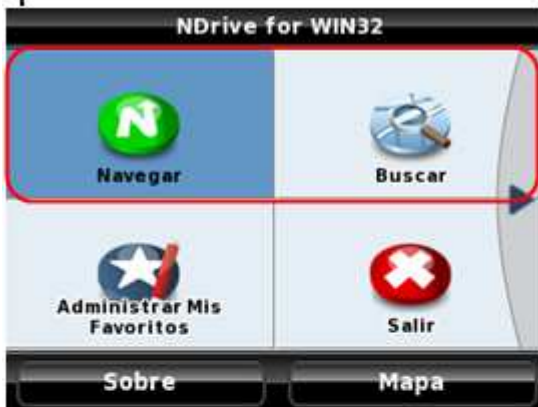 NDrive for WIN32
Navegar
Buscar
Administrar Mis
Favoritos
Salir
Sobre
Mapa